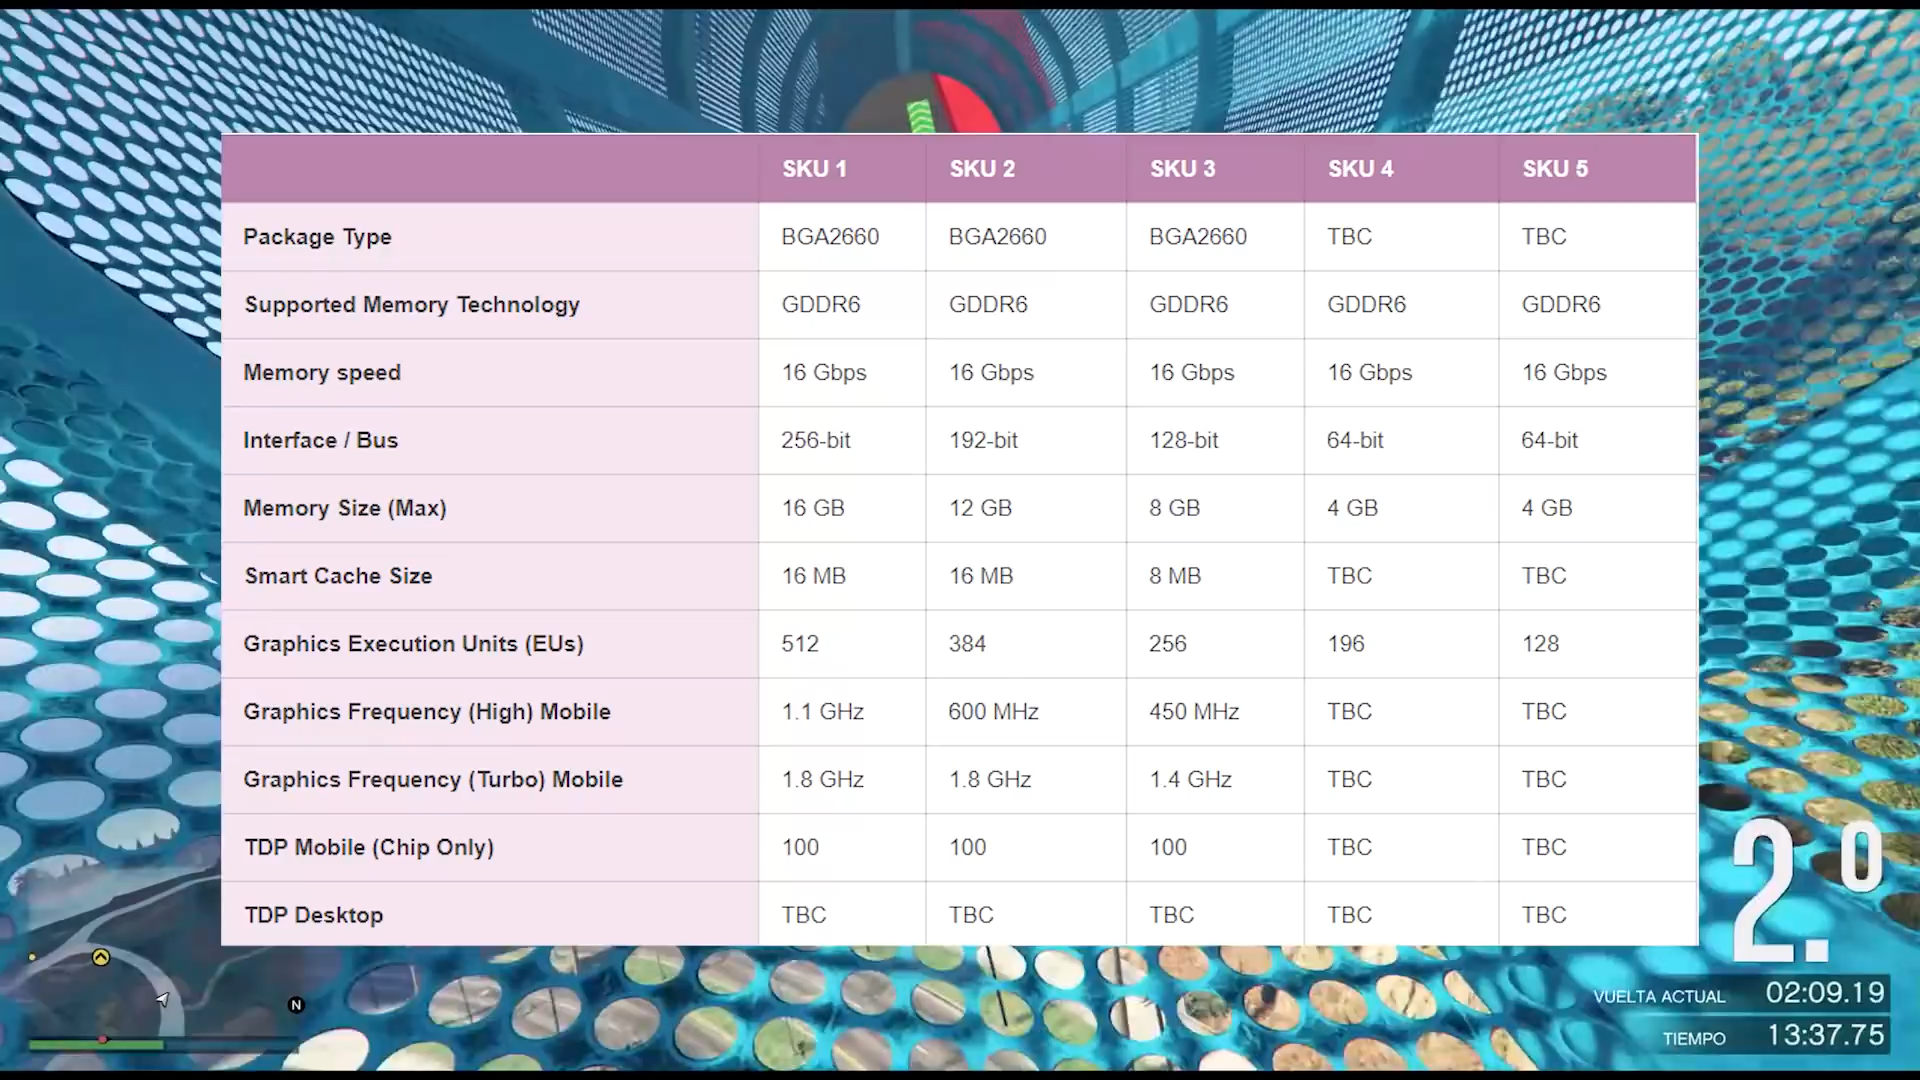 SKU 1 SKU 2 SKU 3 SKU 4 SKU 5
Package Type BGA2660 BGA2660 BGA2660 TBC TBC
Supported Memory Technology GDDR6 GDDR6 GDDR6 GDDR6 GDDR6
Memory speed 16 Gbps 16 Gbps 16 Gbps 16 Gbps 16 Gbps
Interface / Bus 256-bit 192-bit 128-bit 64-bit 64-bit
Memory Size (Max) 16 GB 12 GB 8 GB 4 GB 4 GB
Smart Cache Size 16 MB 16 MB 8 MB TBC TBC
Graphics Execution Units (EUs) 512 384 256 196 128
Graphics Frequency (High) Mobile 1.1 GHz 600 MHz 450 MHz TBC TBC
Graphics Frequency (Turbo) Mobile 1.8 GHz 1.8 GHz 1.4 GHz TBC TBC
TDP Mobile (Chip Only) 100 100 100 TBC TBC
TDP Desktop TBC TBC TBC TBC TBC
2.º
N
VUELTA ACTUAL 02:09.19
TIEMPO 13:37.75